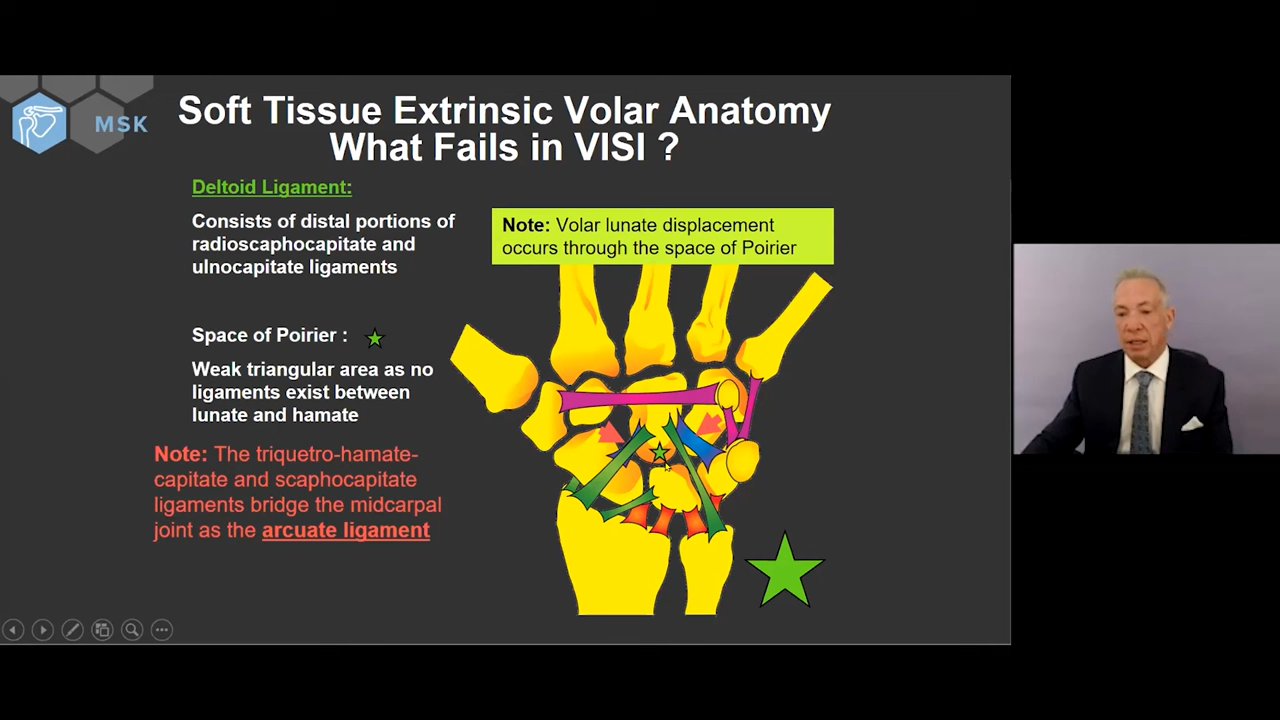 MSK
Soft Tissue Extrinsic Volar Anatomy
What Fails in VISI ?
Deltoid Ligament:
Consists of distal portions of
radioscaphocapitate and
ulnocapitate ligaments
Note: Volar lunate displacement
occurs through the space of Poirier
Space of Poirier :
Weak triangular area as no
ligaments exist between
lunate and hamate
Note: The triquetro-hamate-
capitate and scaphocapitate
ligaments bridge the midcarpal
joint as the arcuate ligament